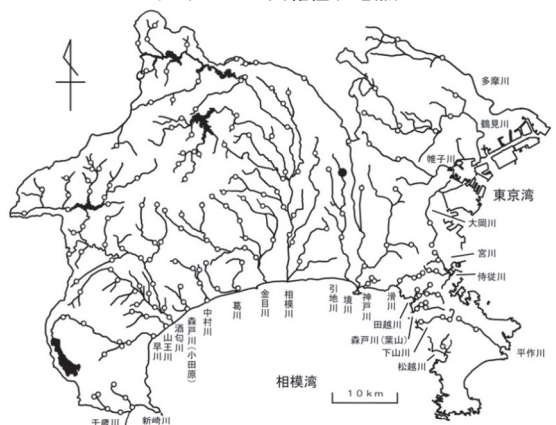 多摩川
鶴見川
帷子川
東京湾
大岡川
宮川
侍従川
平作川
松越川
下山川
森戸川(葉山)
田越川
滑川
神戸川
境川
引地川
相模川
金目川
葛川
中村川
森戸川(小田原)
酒匂川
山王川
早川
千歳川
新崎川
相模湾
10km